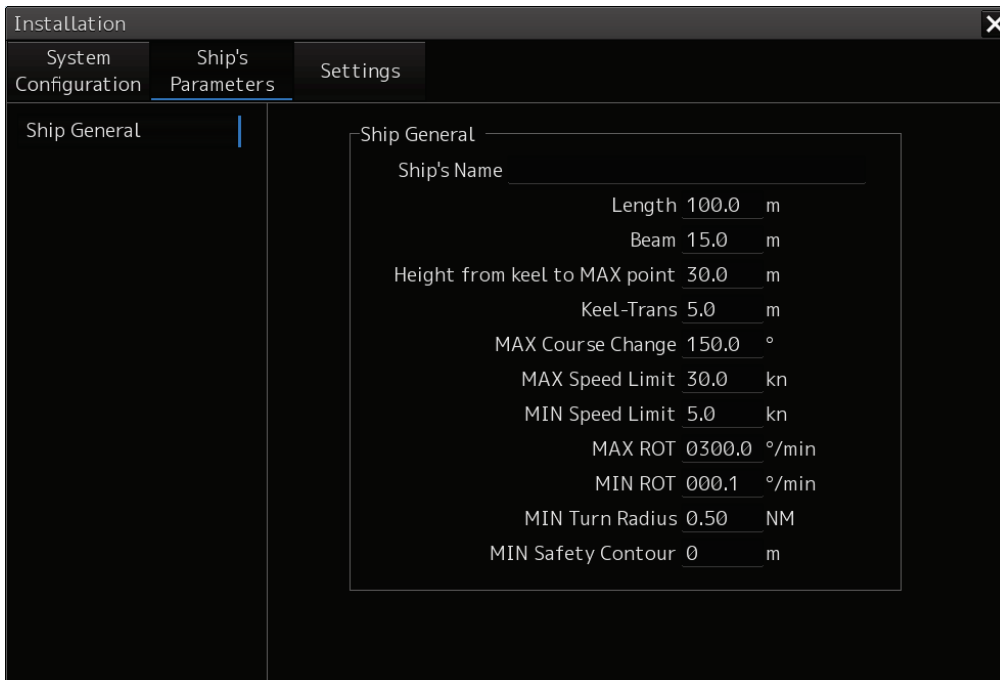 Installation
System Configuration
Ship's Parameters
Settings
Ship General
Ship General
Ship's Name
Length 100.0 m
Beam 15.0 m
Height from keel to MAX point 30.0 m
Keel-Trans 5.0 m
MAX Course Change 150.0 °
MAX Speed Limit 30.0 kn
MIN Speed Limit 5.0 kn
MAX ROT 0300.0 °/min
MIN ROT 000.1 °/min
MIN Turn Radius 0.50 NM
MIN Safety Contour 0 m